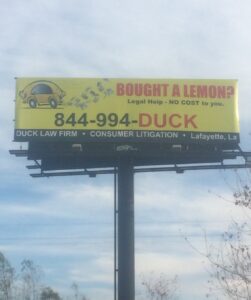 BOUGHT A LEMON?
Legal Help - NO COST to you.
844-994-DUCK
DUCK LAW FIRM • CONSUMER LITIGATION • Lafayette, La